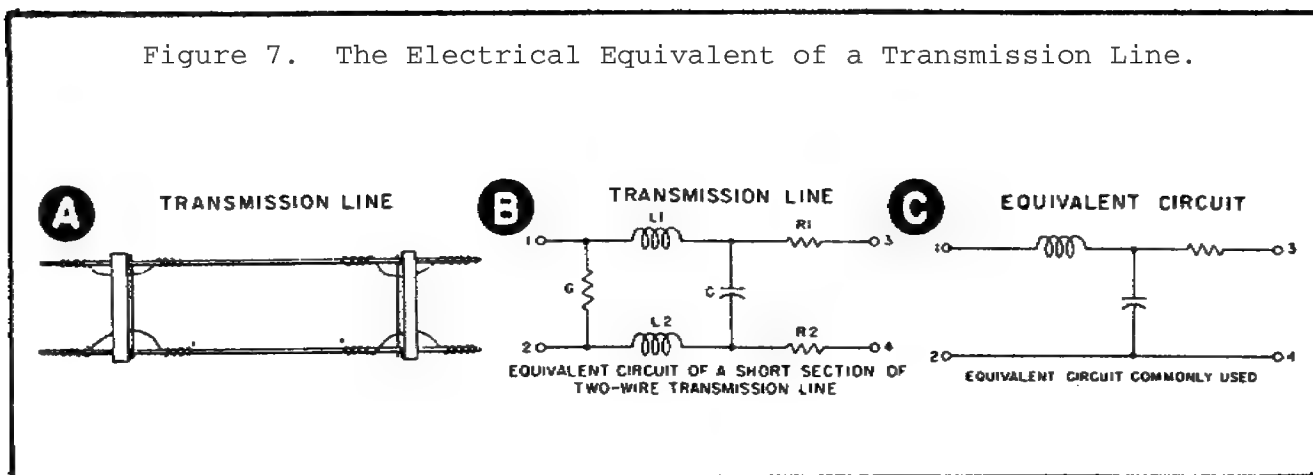 Figure 7. The Electrical Equivalent of a Transmission Line.
A
TRANSMISSION LINE
B
TRANSMISSION LINE
L1
R1
1
3
G
C
L2
R2
2
4
EQUIVALENT CIRCUIT OF A SHORT SECTION OF
TWO-WIRE TRANSMISSION LINE
C
EQUIVALENT CIRCUIT
1
3
2
4
EQUIVALENT CIRCUIT COMMONLY USED